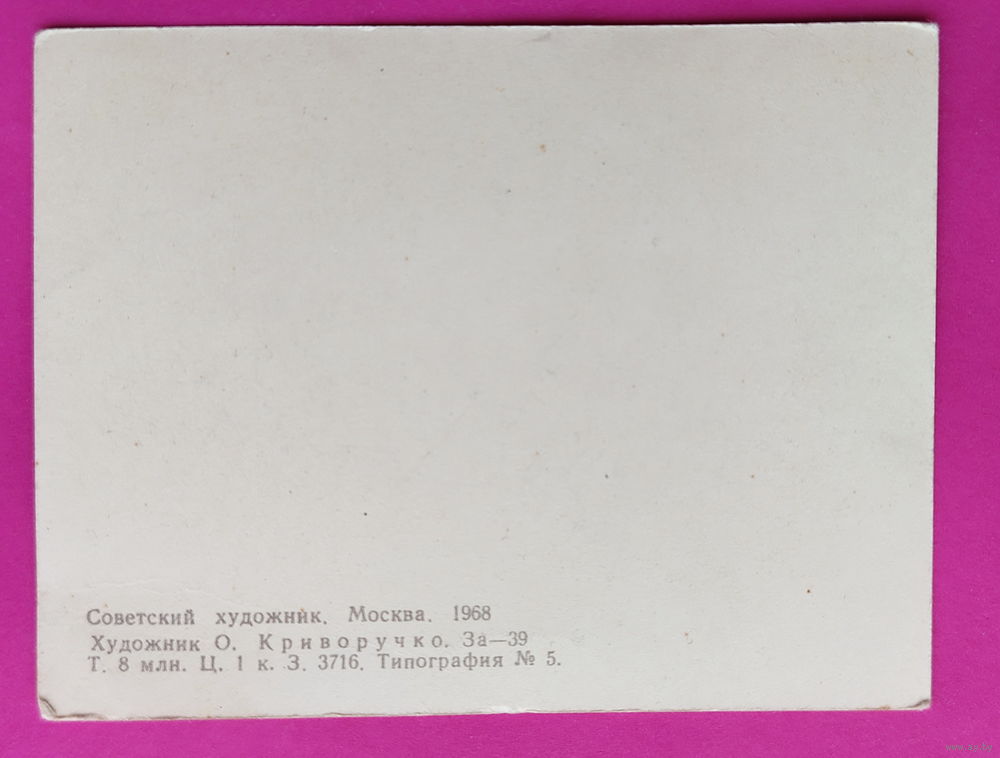 Советский художник. Москва. 1968
Художник О. Криворучко. За—39
Т. 8 млн. Ц. 1 к. З. 3716. Типография № 5.